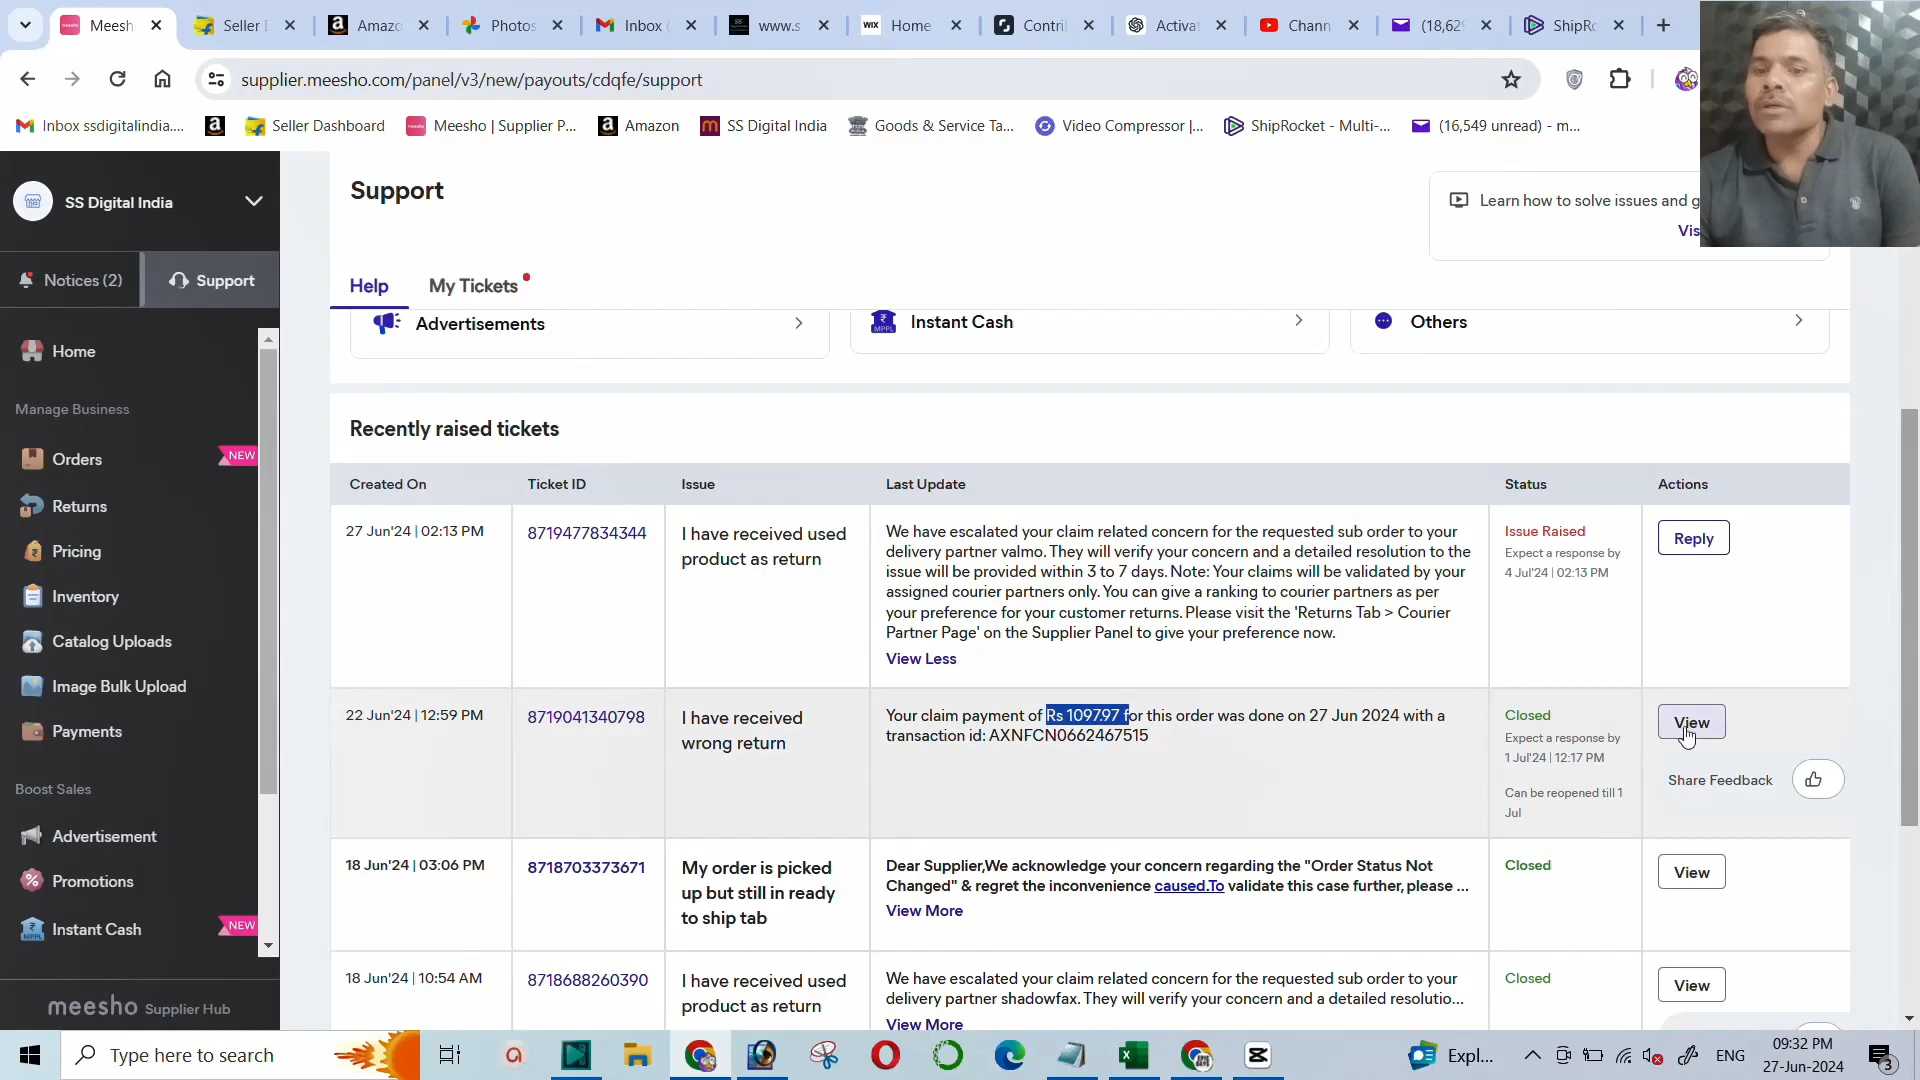 Meesh
Seller
Amazo
Photos
Inbox
www.s
WIX Home
Contri
Activat
Chann
(18,629
ShipRo
supplier.meesho.com/panel/v3/new/payouts/cdqfe/support
Inbox ssdigitalindia....
Seller Dashboard
Meesho | Supplier P...
Amazon
SS Digital India
Goods & Service Ta...
Video Compressor |...
ShipRocket - Multi-...
(16,549 unread) - m...
SS Digital India
Notices (2)
Support
Home
Manage Business
Orders
NEW
Returns
Pricing
Inventory
Catalog Uploads
Image Bulk Upload
Payments
Boost Sales
Advertisement
Promotions
Instant Cash
NEW
meesho Supplier Hub
Support
Learn how to solve issues and g
Vis
Help
My Tickets
Advertisements
MPPL
Instant Cash
Others
Recently raised tickets
Created On
Ticket ID
Issue
Last Update
Status
Actions
27 Jun'24 | 02:13 PM
8719477834344
I have received used
product as return
We have escalated your claim related concern for the requested sub order to your
delivery partner valmo. They will verify your concern and a detailed resolution to the
issue will be provided within 3 to 7 days. Note: Your claims will be validated by your
assigned courier partners only. You can give a ranking to courier partners as per
your preference for your customer returns. Please visit the 'Returns Tab > Courier
Partner Page' on the Supplier Panel to give your preference now.
View Less
Issue Raised
Expect a response by
4 Jul'24 | 02:13 PM
Reply
22 Jun'24 | 12:59 PM
8719041340798
I have received
wrong return
Your claim payment of Rs 1097.97 for this order was done on 27 Jun 2024 with a
transaction id: AXNFCN0662467515
Closed
Expect a response by
1 Jul'24 | 12:17 PM
Can be reopened till 1
Jul
View
Share Feedback
18 Jun'24 | 03:06 PM
8718703373671
My order is picked
up but still in ready
to ship tab
Dear Supplier,We acknowledge your concern regarding the "Order Status Not
Changed" & regret the inconvenience caused.To validate this case further, please ...
View More
Closed
View
18 Jun'24 | 10:54 AM
8718688260390
I have received used
product as return
We have escalated your claim related concern for the requested sub order to your
delivery partner shadowfax. They will verify your concern and a detailed resolutio...
View More
Closed
View
Type here to search
Expl...
ENG
09:32 PM
27-Jun-2024
3